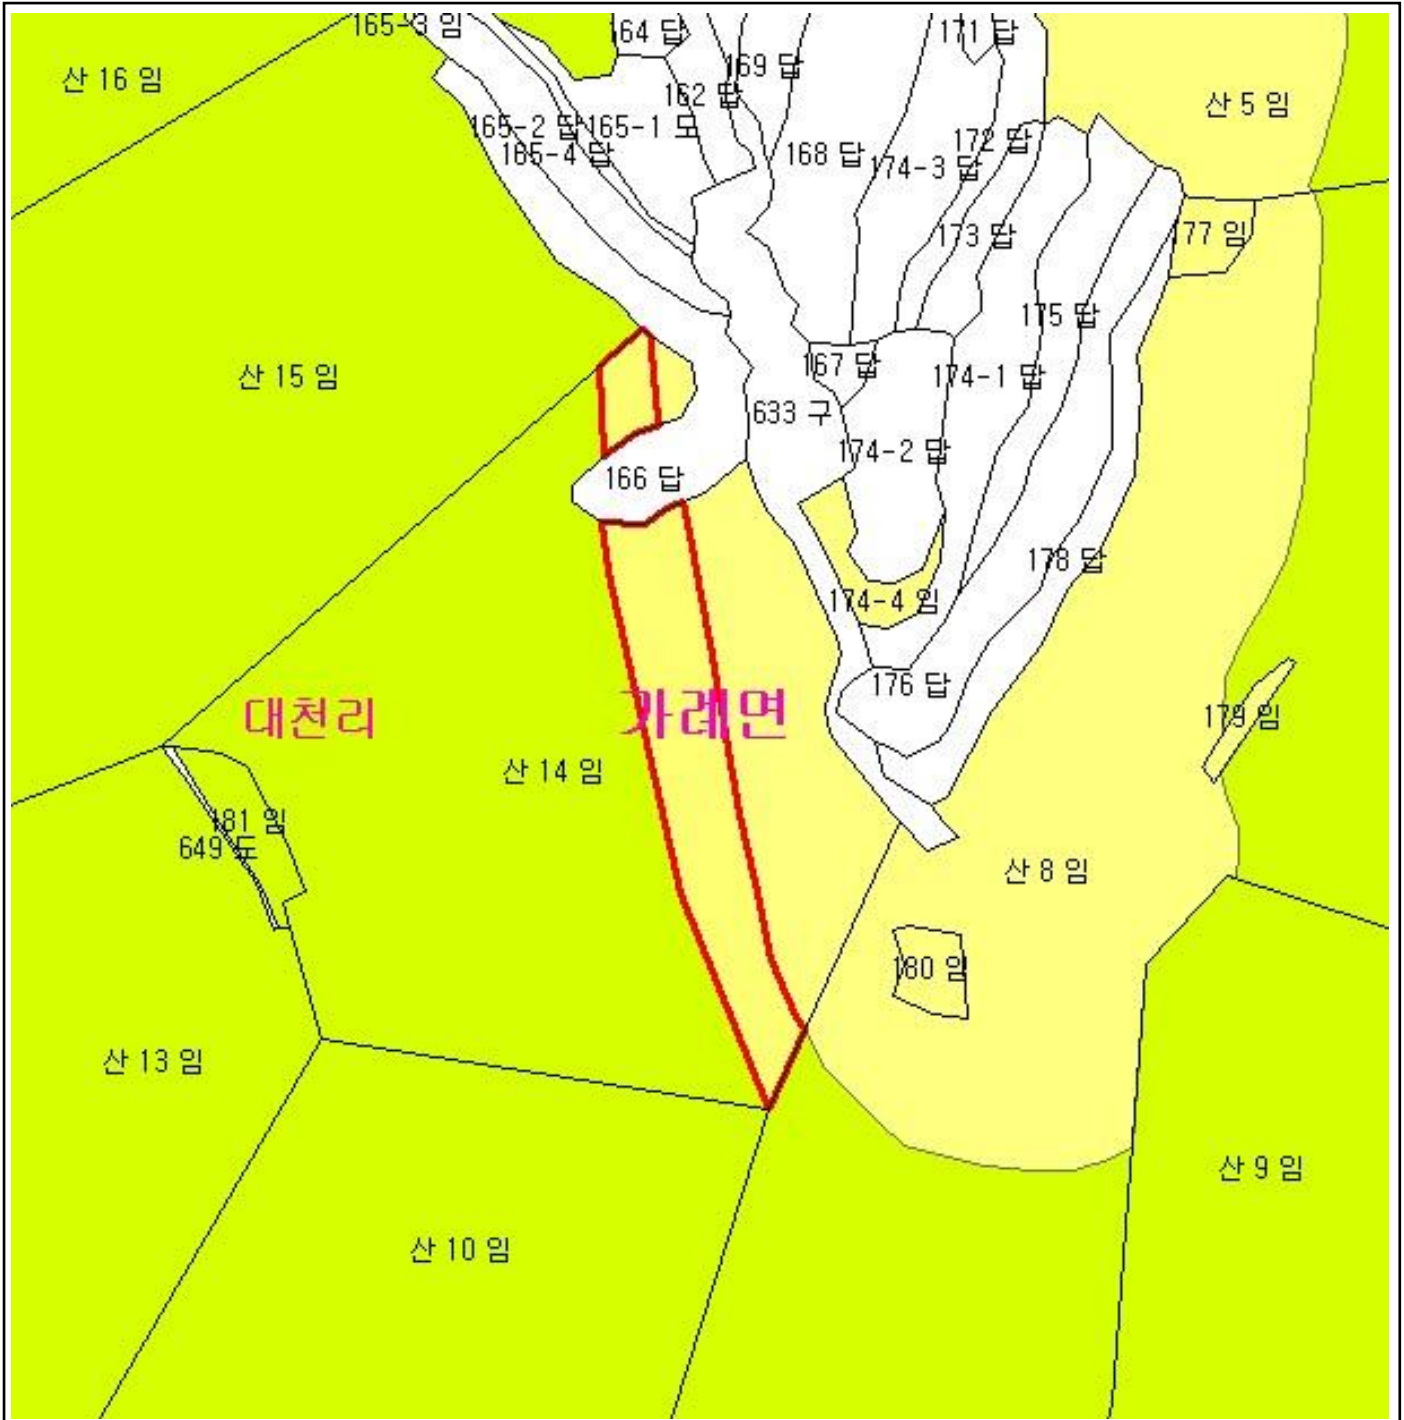 165-3 임
164 답
171 답
169 답
산 16 임
162 답
산 5 임
165-2 답
165-1 도
172 답
165-4 답
168 답
174-3 답
173 답
177 임
175 답
산 15 임
167 답
174-1 답
633 구
174-2 답
166 답
178 답
174-4 임
176 답
대천리
가례면
179 임
산 14 임
181 임
649 도
산 8 임
180 임
산 13 임
산 9 임
산 10 임